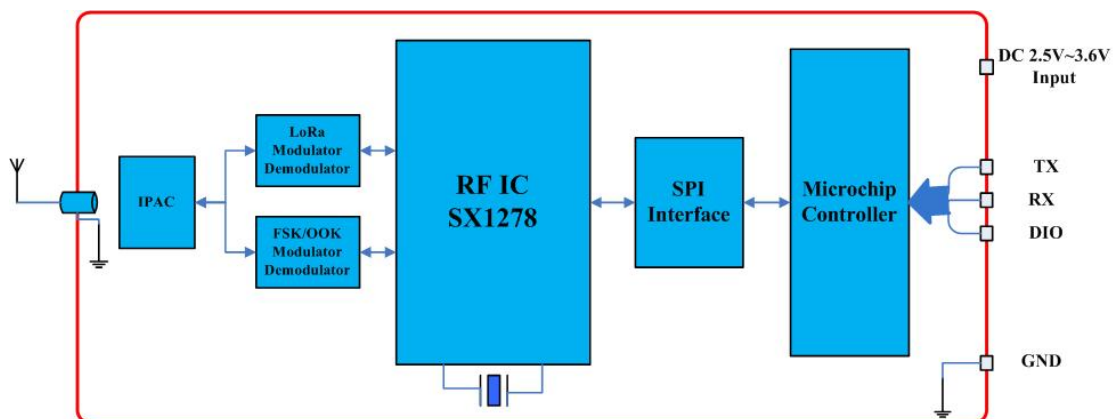 IPAC
LoRa
Modulator
Demodulator
FSK/OOK
Modulator
Demodulator
RF IC
SX1278
SPI
Interface
Microchip
Controller
DC 2.5V~3.6V
Input
TX
RX
DIO
GND